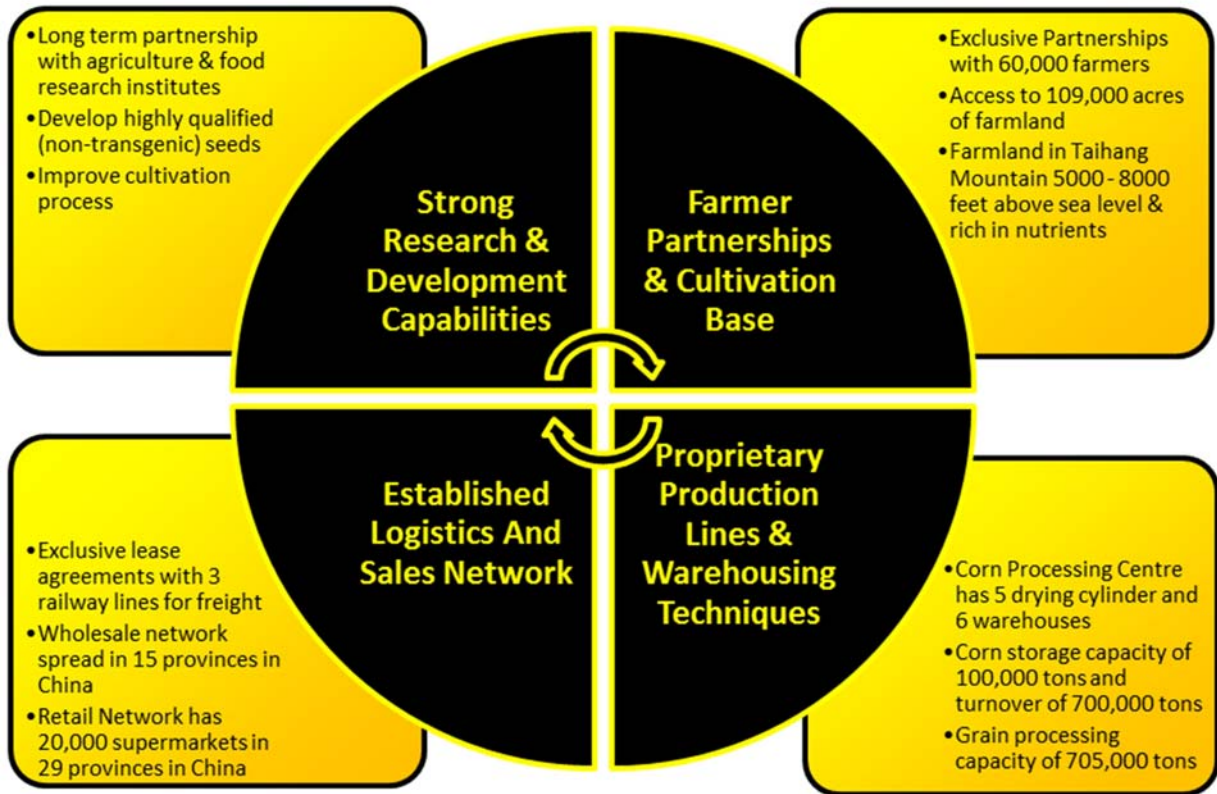 •Long term partnership
with agriculture & food
research institutes
•Develop highly qualified
(non-transgenic) seeds
•Improve cultivation
process
•Exclusive Partnerships
with 60,000 farmers
•Access to 109,000 acres
of farmland
•Farmland in Taihang
Mountain 5000 - 8000
feet above sea level &
rich in nutrients
Strong
Research &
Development
Capabilities
Farmer
Partnerships
& Cultivation
Base
Established
Logistics And
Sales Network
Proprietary
Production
Lines &
Warehousing
Techniques
•Exclusive lease
agreements with 3
railway lines for freight
•Wholesale network
spread in 15 provinces in
China
•Retail Network has
20,000 supermarkets in
29 provinces in China
•Corn Processing Centre
has 5 drying cylinder and
6 warehouses
•Corn storage capacity of
100,000 tons and
turnover of 700,000 tons
•Grain processing
capacity of 705,000 tons